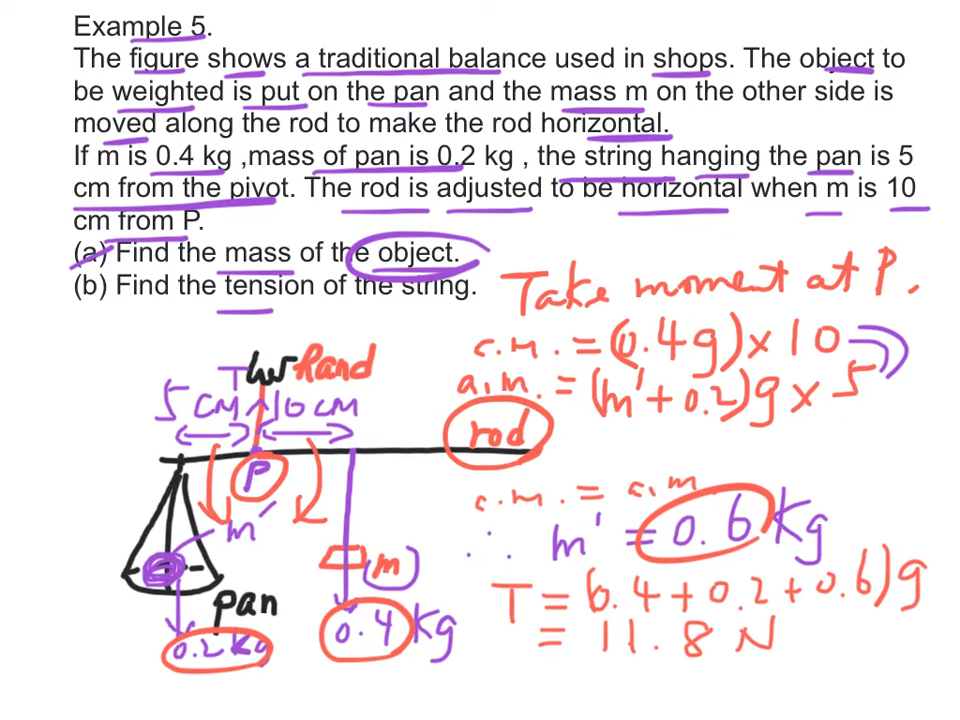 Example 5.
The figure shows a traditional balance used in shops. The object to
be weighted is put on the pan and the mass m on the other side is
moved along the rod to make the rod horizontal.
If m is 0.4 kg ,mass of pan is 0.2 kg , the string hanging the pan is 5
cm from the pivot. The rod is adjusted to be horizontal when m is 10
cm from P.
(a) Find the mass of the object.
(b) Find the tension of the string.
Take moment at P.
c.m. = (0.4g) x 10
a.m. = (m' + 0.2)g x 5
T
Hand
5 cm 10 cm
rod
P
m'
c.m. = a.m
∴ m' = 0.6 kg
(m)
pan
0.2 kg
0.4 kg
T = (0.4 + 0.2 + 0.6)g
= 11.8 N